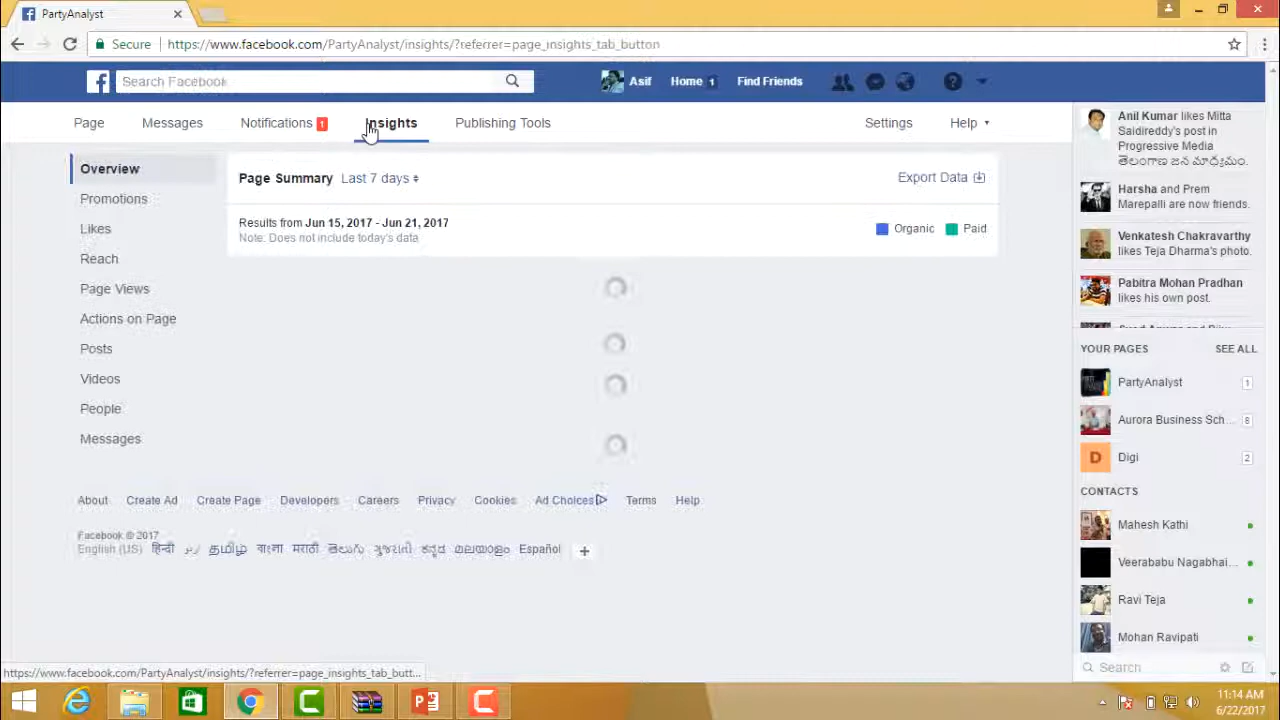 PartyAnalyst
Secure
https://www.facebook.com/PartyAnalyst/insights/?referrer=page_insights_tab_button
Search Facebook
Asif
Home 1
Find Friends
Page
Messages
Notifications 1
Insights
Publishing Tools
Settings
Help
Overview
Promotions
Likes
Reach
Page Views
Actions on Page
Posts
Videos
People
Messages
Page Summary Last 7 days
Export Data
Results from Jun 15, 2017 - Jun 21, 2017
Note: Does not include today's data
Organic Paid
About Create Ad Create Page Developers Careers Privacy Cookies Ad Choices Terms Help
Facebook © 2017
English (US) हिन्दी اردو தமிழ் বাংলা मराठी తెలుగు ગુજરાતી ಕನ್ನಡ മലയാളം Español +
Anil Kumar likes Mitta
Saidireddy's post in
Progressive Media
తెలంగాణ జన మాధ్యమం.
Harsha and Prem
Marepalli are now friends.
Venkatesh Chakravarthy
likes Teja Dharma's photo.
Pabitra Mohan Pradhan
likes his own post.
YOUR PAGES SEE ALL
PartyAnalyst 1
Aurora Business Sch... 8
D Digi 2
CONTACTS
Mahesh Kathi
Veerababu Nagabhai...
Ravi Teja
Mohan Ravipati
Search
https://www.facebook.com/PartyAnalyst/insights/?referrer=page_insights_tab_butt...
11:14 AM
6/22/2017